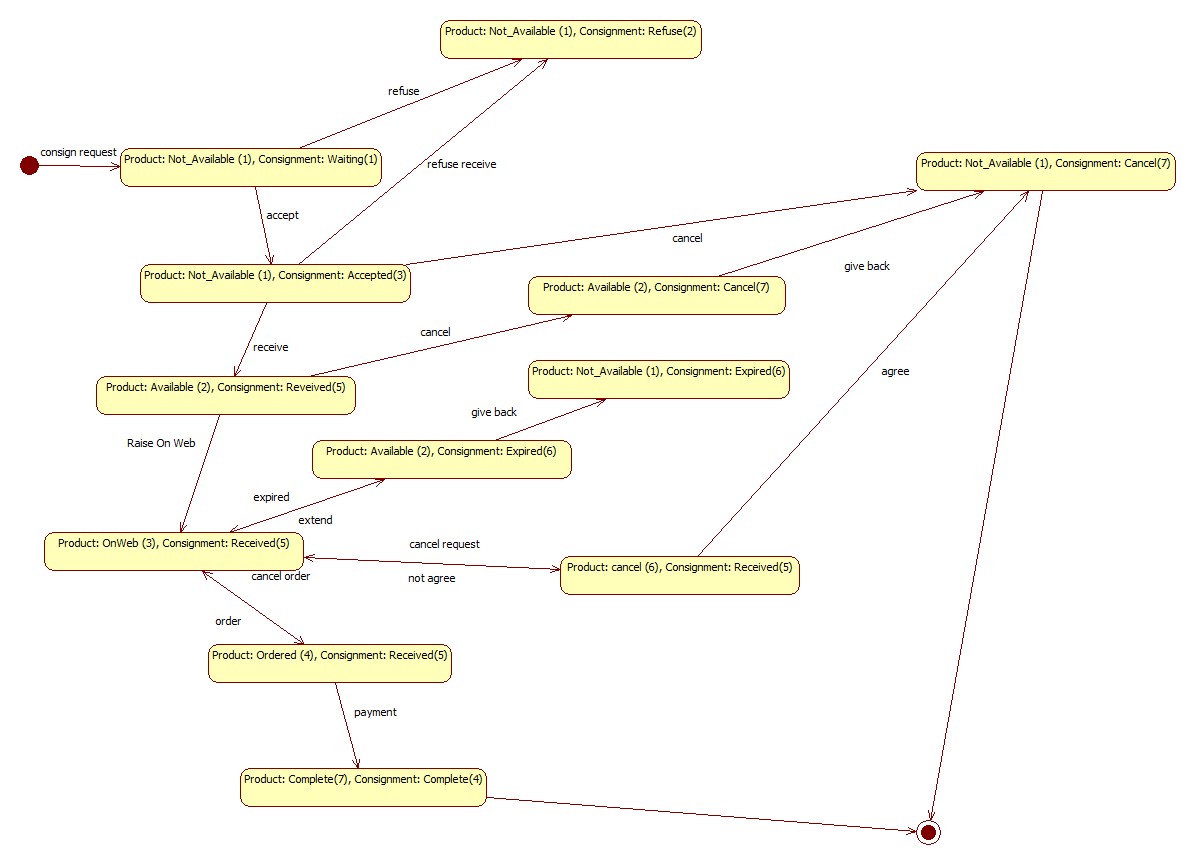 Product: Not_Available (1), Consignment: Refuse(2)
refuse
consign request
Product: Not_Available (1), Consignment: Waiting(1)
refuse receive
Product: Not_Available (1), Consignment: Cancel(7)
accept
cancel
Product: Not_Available (1), Consignment: Accepted(3)
give back
Product: Available (2), Consignment: Cancel(7)
cancel
receive
Product: Not_Available (1), Consignment: Expired(6)
agree
Product: Available (2), Consignment: Reveived(5)
give back
Raise On Web
Product: Available (2), Consignment: Expired(6)
expired
extend
Product: OnWeb (3), Consignment: Received(5)
cancel request
cancel order
not agree
Product: cancel (6), Consignment: Received(5)
order
Product: Ordered (4), Consignment: Received(5)
payment
Product: Complete(7), Consignment: Complete(4)